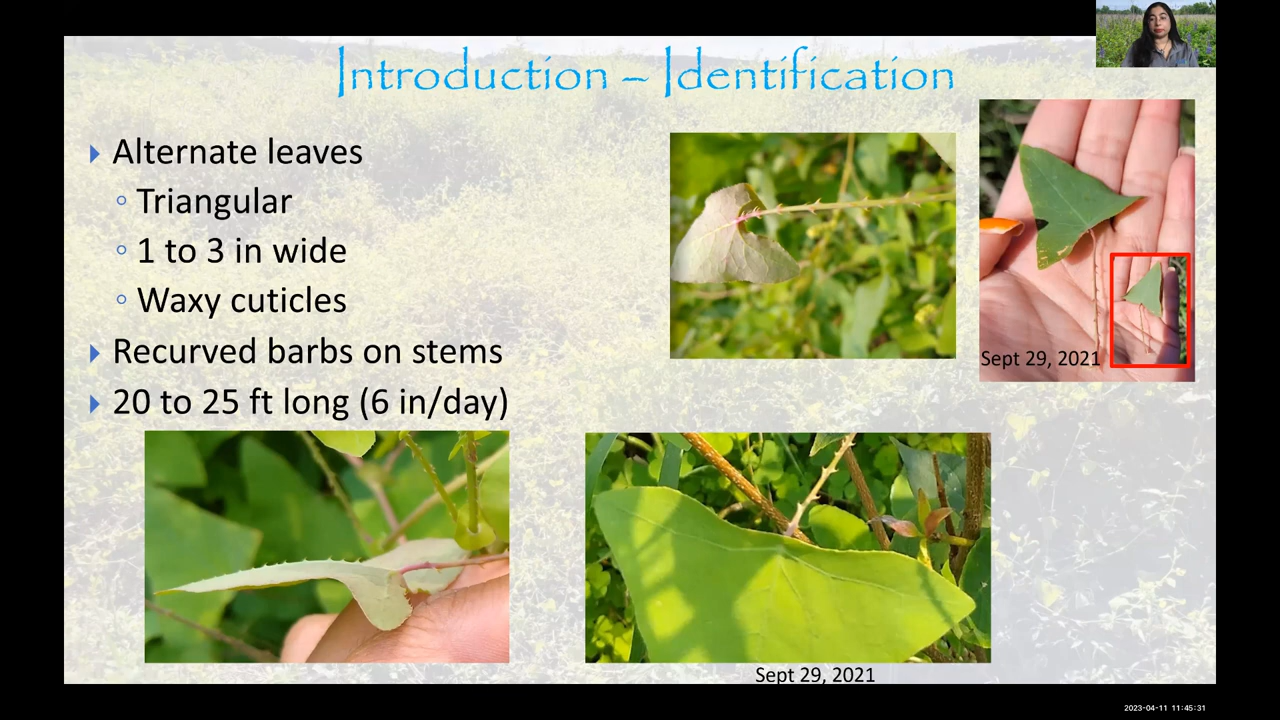 Introduction – Identification
Alternate leaves
Triangular
1 to 3 in wide
Waxy cuticles
Recurved barbs on stems
20 to 25 ft long (6 in/day)
Sept 29, 2021
Sept 29, 2021
2023-04-11 11:45:31